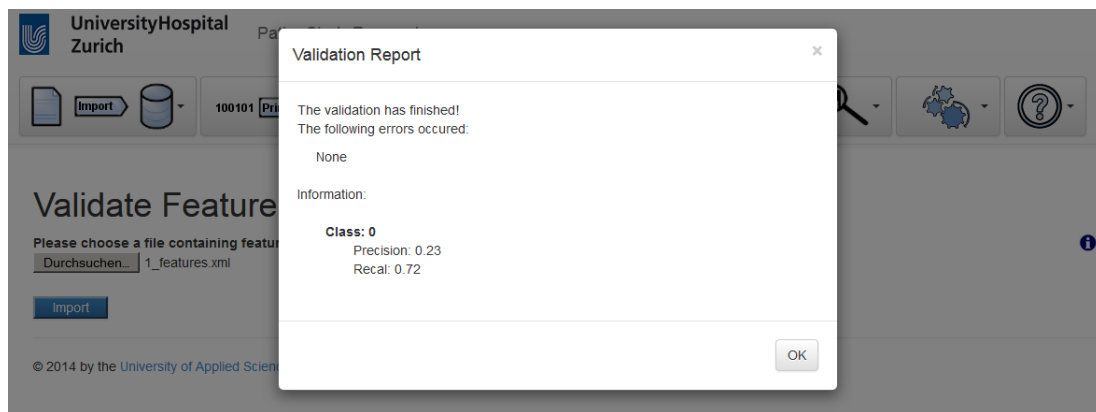 UniversityHospital
Zurich
Validation Report
×
Import
100101
The validation has finished!
The following errors occured:
None
Information:
Class: 0
Precision: 0.23
Recal: 0.72
Validate Feature
Please choose a file containing featur
Durchsuchen... 1_features.xml
Import
OK
© 2014 by the University of Applied Scien